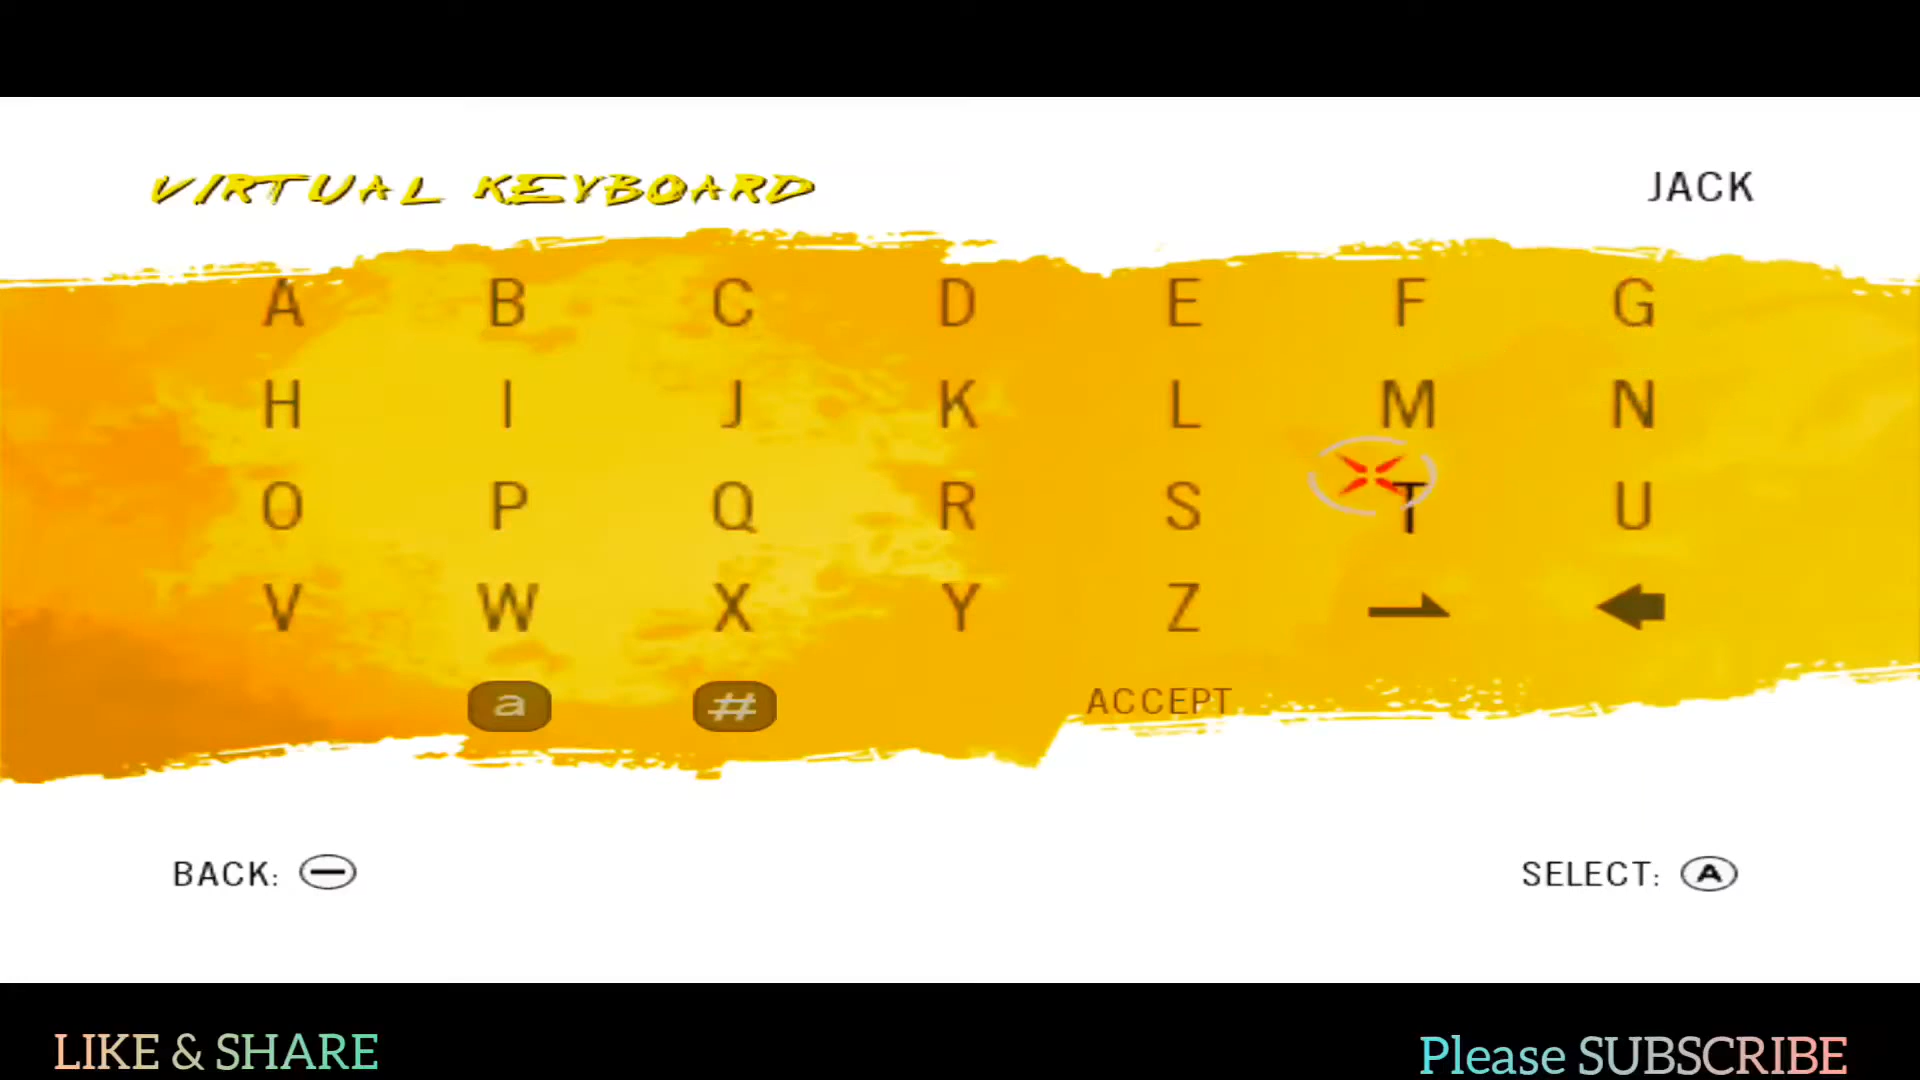 VIRTUAL KEYBOARD JACK
A B C D E F G
H I J K L M N
O P Q R S T U
V W X Y Z
a # ACCEPT
BACK: SELECT: A
LIKE & SHARE Please SUBSCRIBE